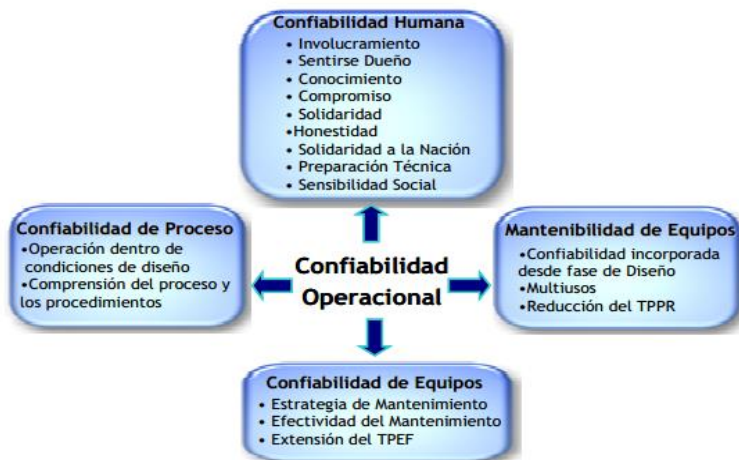 Confiabilidad Humana
• Involucramiento
• Sentirse Dueño
• Conocimiento
• Compromiso
• Solidaridad
•Honestidad
• Solidaridad a la Nación
• Preparación Técnica
• Sensibilidad Social
Confiabilidad de Proceso
•Operación dentro de
condiciones de diseño
•Comprensión del proceso y
los procedimientos
Confiabilidad
Operacional
Mantenibilidad de Equipos
•Confiabilidad incorporada
desde fase de Diseño
• Multiusos
• Reducción del TPPR
Confiabilidad de Equipos
• Estrategia de Mantenimiento
• Efectividad del Mantenimiento
• Extensión del TPEF